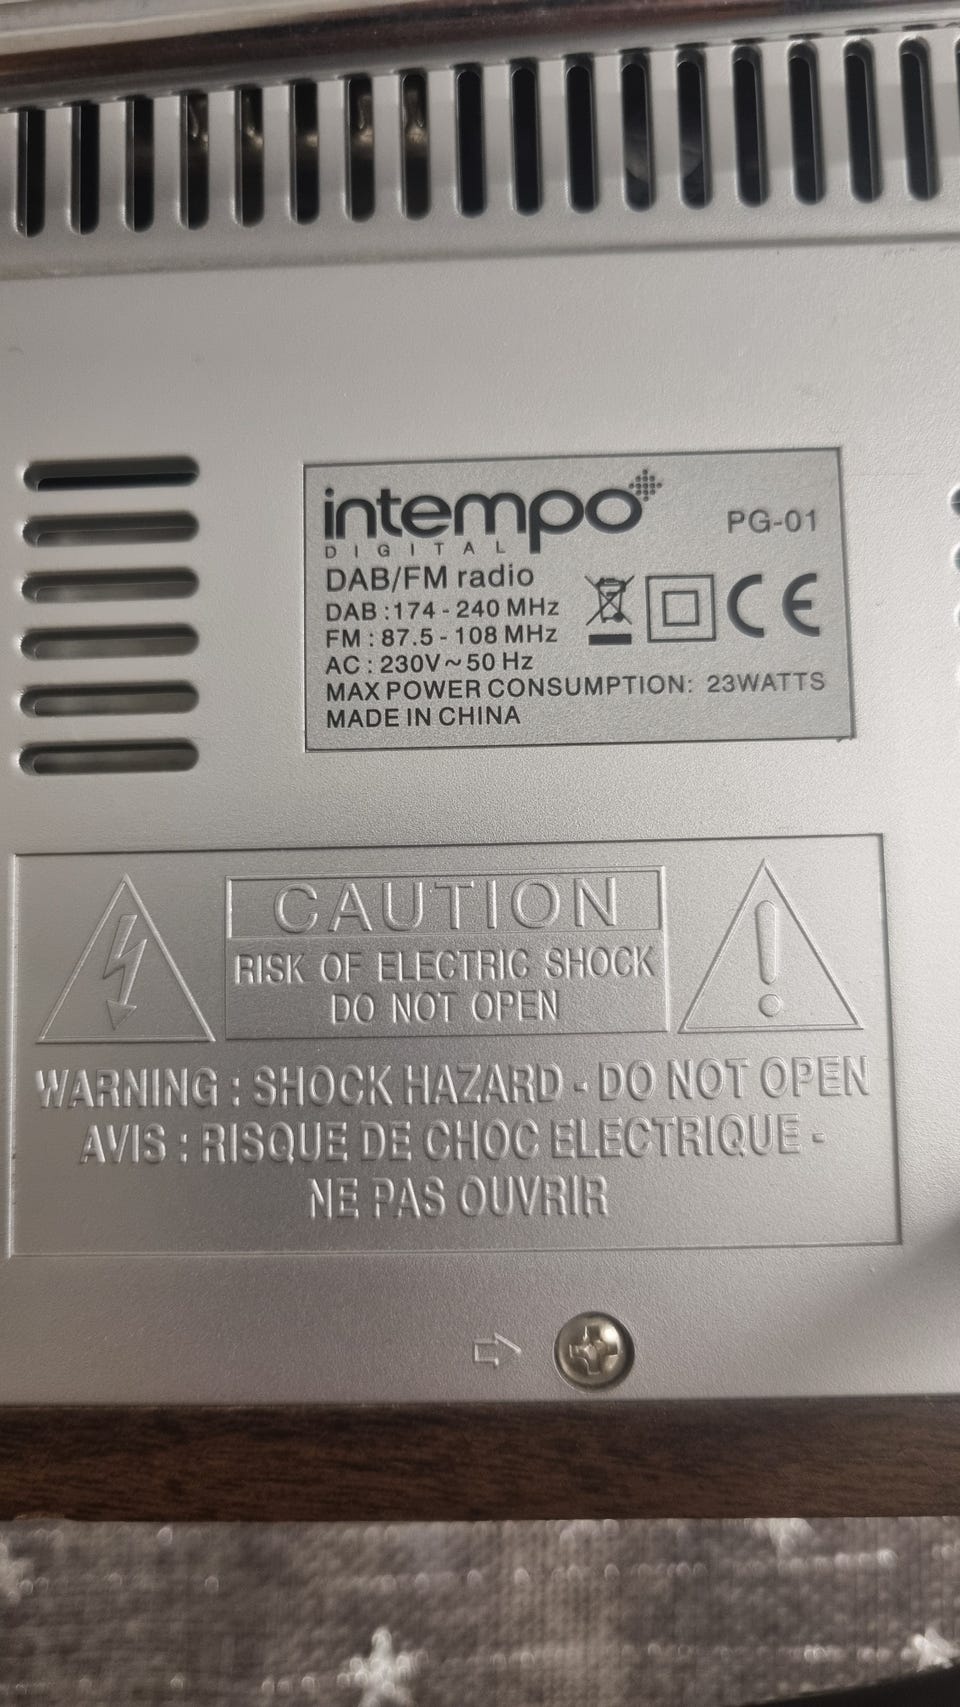 intempo
DIGITAL
PG-01
DAB/FM radio
DAB : 174 - 240 MHz
FM : 87.5 - 108 MHz
AC : 230V ~ 50 Hz
CE
MAX POWER CONSUMPTION: 23WATTS
MADE IN CHINA
CAUTION
RISK OF ELECTRIC SHOCK
DO NOT OPEN
WARNING : SHOCK HAZARD - DO NOT OPEN
AVIS : RISQUE DE CHOC ELECTRIQUE -
NE PAS OUVRIR